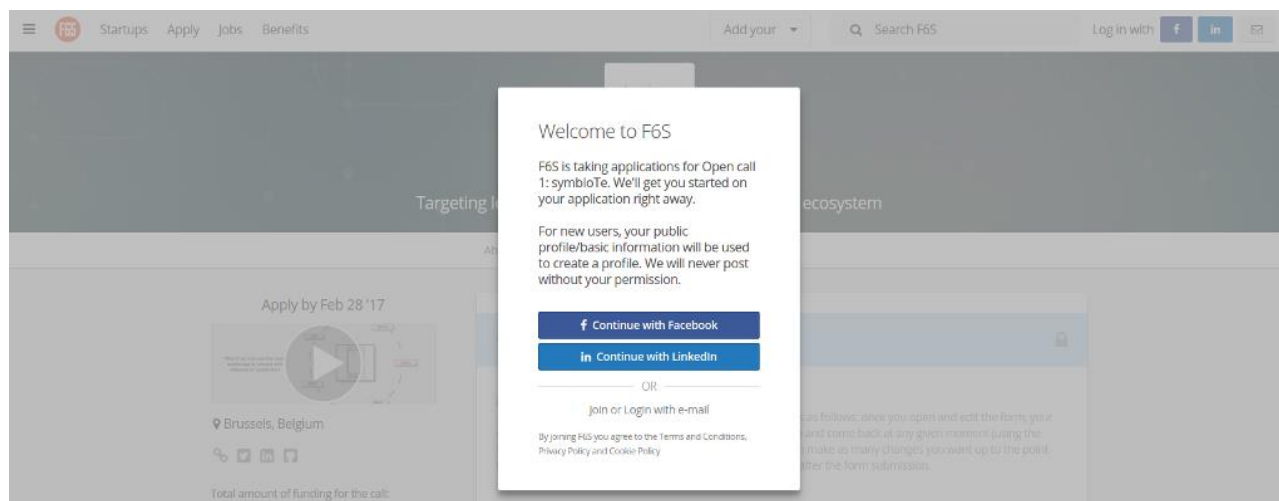 F6S
Startups Apply Jobs Benefits
Add your
Search F6S
Log in with f in
Targeting
ecosystem
Welcome to F6S
F6S is taking applications for Open call
1: symbIoTe. We'll get you started on
your application right away.
For new users, your public
profile/basic information will be used
to create a profile. We will never post
without your permission.
f Continue with Facebook
in Continue with LinkedIn
OR
Join or Login with e-mail
By joining F6S you agree to the Terms and Conditions,
Privacy Policy and Cookie Policy
Apply by Feb 28 '17
Brussels, Belgium
as follows: once you open and edit the form, your
and come back at any given moment (using the
make as many changes you want up to the point
after the form submission.
Total amount of funding for the call: